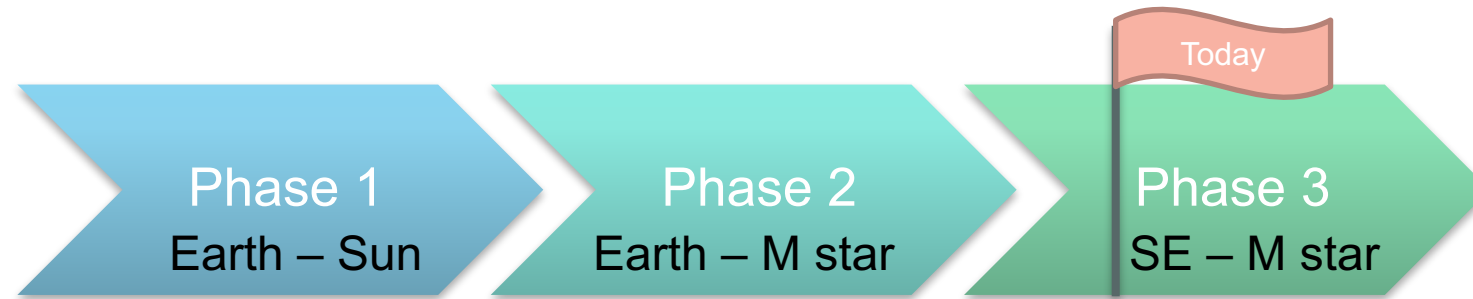 Today
Phase 1
Earth – Sun
Phase 2
Earth – M star
Phase 3
SE – M star